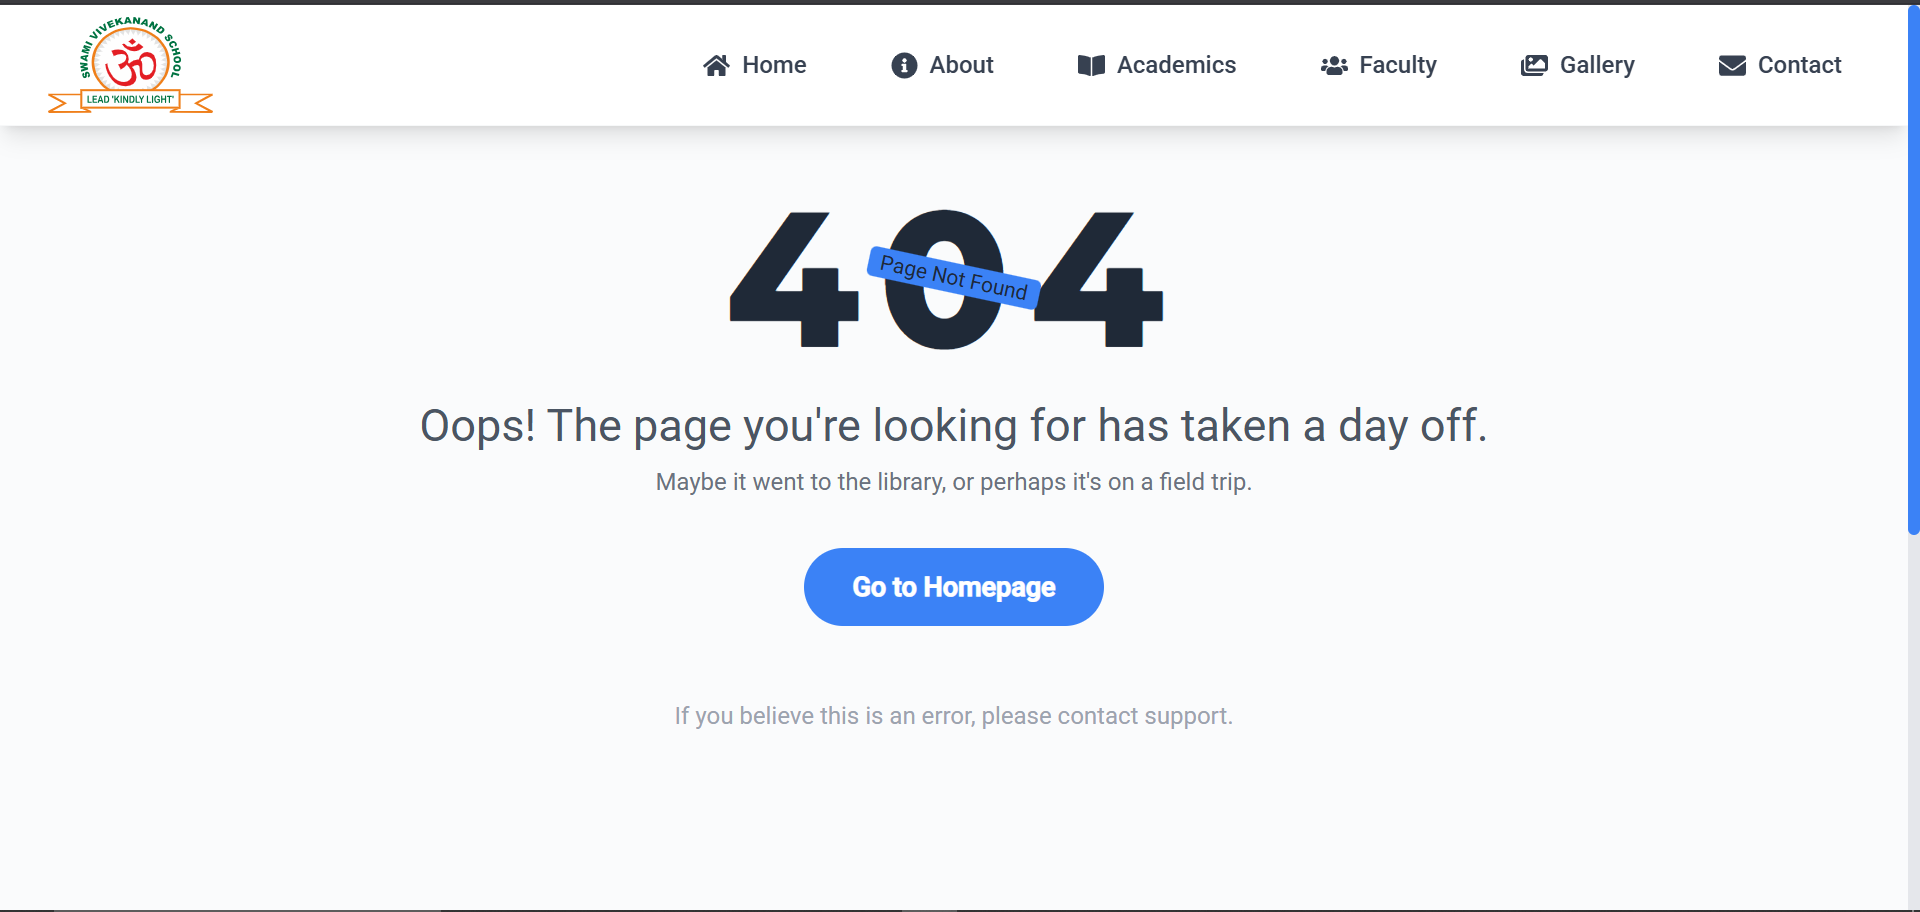 SWAMI VIVEKANAND SCHOOL
ॐ
LEAD 'KINDLY LIGHT'
Home
About
Academics
Faculty
Gallery
Contact
404
Page Not Found
Oops! The page you're looking for has taken a day off.
Maybe it went to the library, or perhaps it's on a field trip.
Go to Homepage
If you believe this is an error, please contact support.